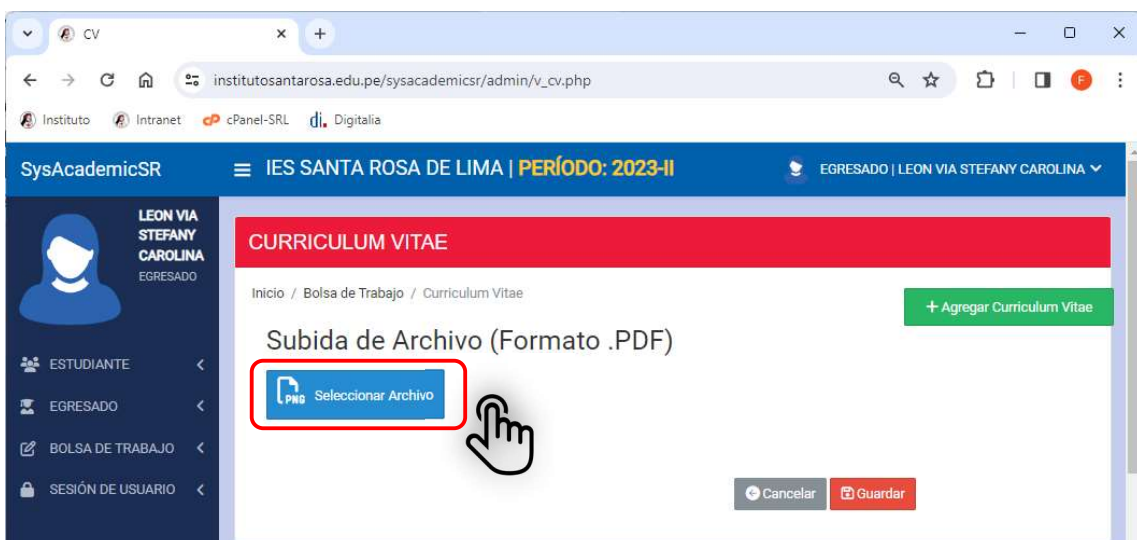 CV
institutosantarosa.edu.pe/sysacademicsr/admin/v_cv.php
F
Instituto Intranet cPanel-SRL di. Digitalia
SysAcademicSR IES SANTA ROSA DE LIMA | PERÍODO: 2023-II EGRESADO | LEON VIA STEFANY CAROLINA
LEON VIA
STEFANY
CAROLINA
EGRESADO
ESTUDIANTE
EGRESADO
BOLSA DE TRABAJO
SESIÓN DE USUARIO
CURRICULUM VITAE
Inicio / Bolsa de Trabajo / Curriculum Vitae
+ Agregar Curriculum Vitae
Subida de Archivo (Formato .PDF)
PNG Seleccionar Archivo
Cancelar Guardar